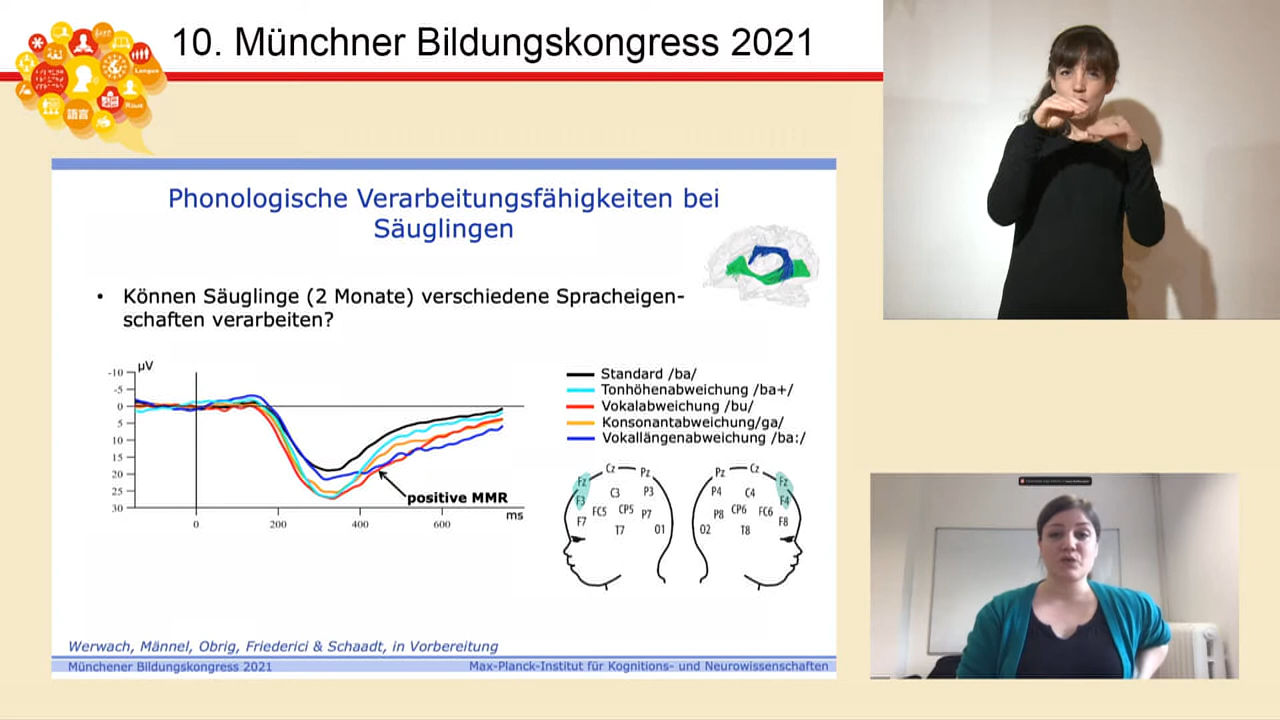 10. Münchner Bildungskongress 2021
Lengua
語言
Phonologische Verarbeitungsfähigkeiten bei
Säuglingen
• Können Säuglinge (2 Monate) verschiedene Spracheigen-
schaften verarbeiten?
µV
-10
-5
0
5
10
15
20
25
30
0 200 400 600 ms
positive MMR
Standard /ba/
Tonhöhenabweichung /ba+/
Vokalabweichung /bu/
Konsonantabweichung/ga/
Vokallängenabweichung /ba:/
Cz Pz Pz Cz
Fz Fz
F3 C3 P3 P4 C4 F4
FC5 CP5 P7 P8 CP6 FC6
F7 T7 O1 O2 T8 F8
Werwach, Männel, Obrig, Friederici & Schaadt, in Vorbereitung
Münchener Bildungskongress 2021 Max-Planck-Institut für Kognitions- und Neurowissenschaften